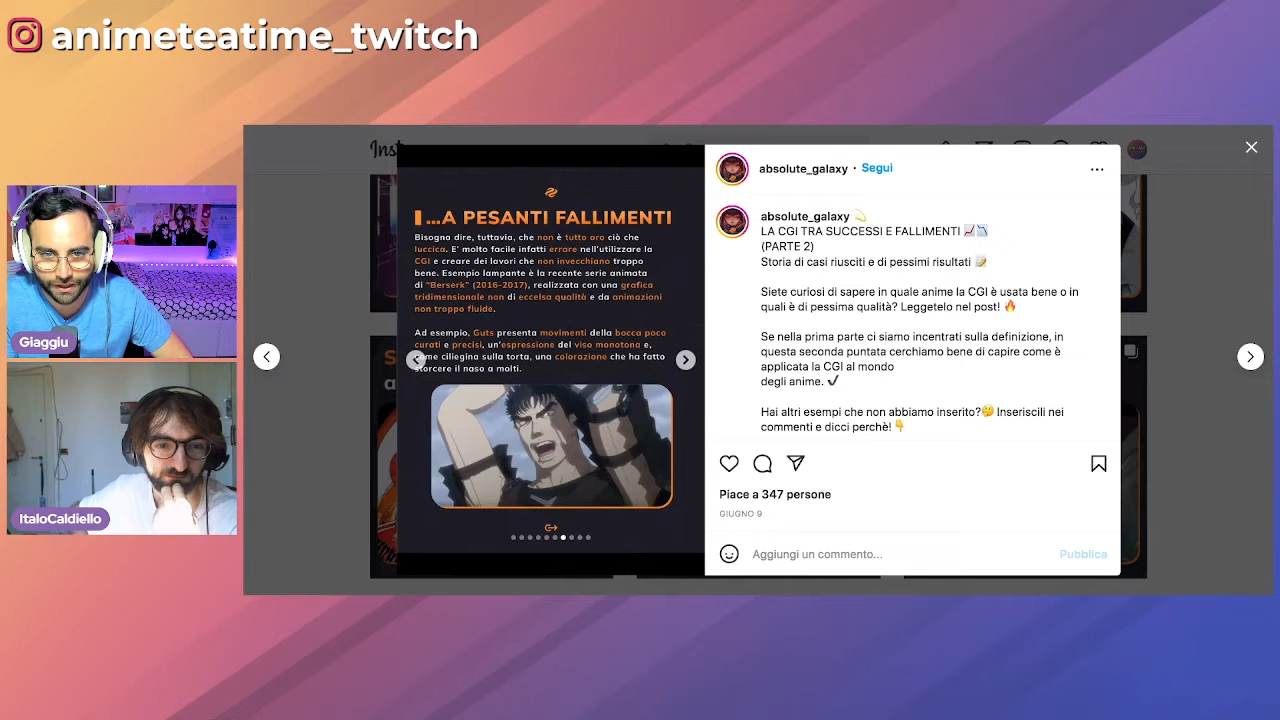 animeteatime_twitch
Giaggiu
ItaloCaldiello
Inst
...A PESANTI FALLIMENTI
Bisogna dire, tuttavia, che non è tutto oro ciò che
luccica. E' molto facile infatti errare nell'utilizzare la
CGI e creare dei lavori che non invecchiano troppo
bene. Esempio lampante è la recente serie animata
di "Berserk" (2016-2017), realizzata con una grafica
tridimensionale non di eccelsa qualità e da animazioni
non troppo fluide.
Ad esempio, Guts presenta movimenti della bocca poco
curati e precisi, un'espressione del viso monotona e,
come ciliegina sulla torta, una colorazione che ha fatto
storcere il naso a molti.
absolute_galaxy · Segui
absolute_galaxy 💫
LA CGI TRA SUCCESSI E FALLIMENTI 📈📉
(PARTE 2)
Storia di casi riusciti e di pessimi risultati 📝
Siete curiosi di sapere in quale anime la CGI è usata bene o in
quali è di pessima qualità? Leggetelo nel post! 🔥
Se nella prima parte ci siamo incentrati sulla definizione, in
questa seconda puntata cerchiamo bene di capire come è
applicata la CGI al mondo
degli anime. ✔
Hai altri esempi che non abbiamo inserito?🤔 Inseriscili nei
commenti e dicci perchè! 👇
Piace a 347 persone
GIUGNO 9
Aggiungi un commento...
Pubblica